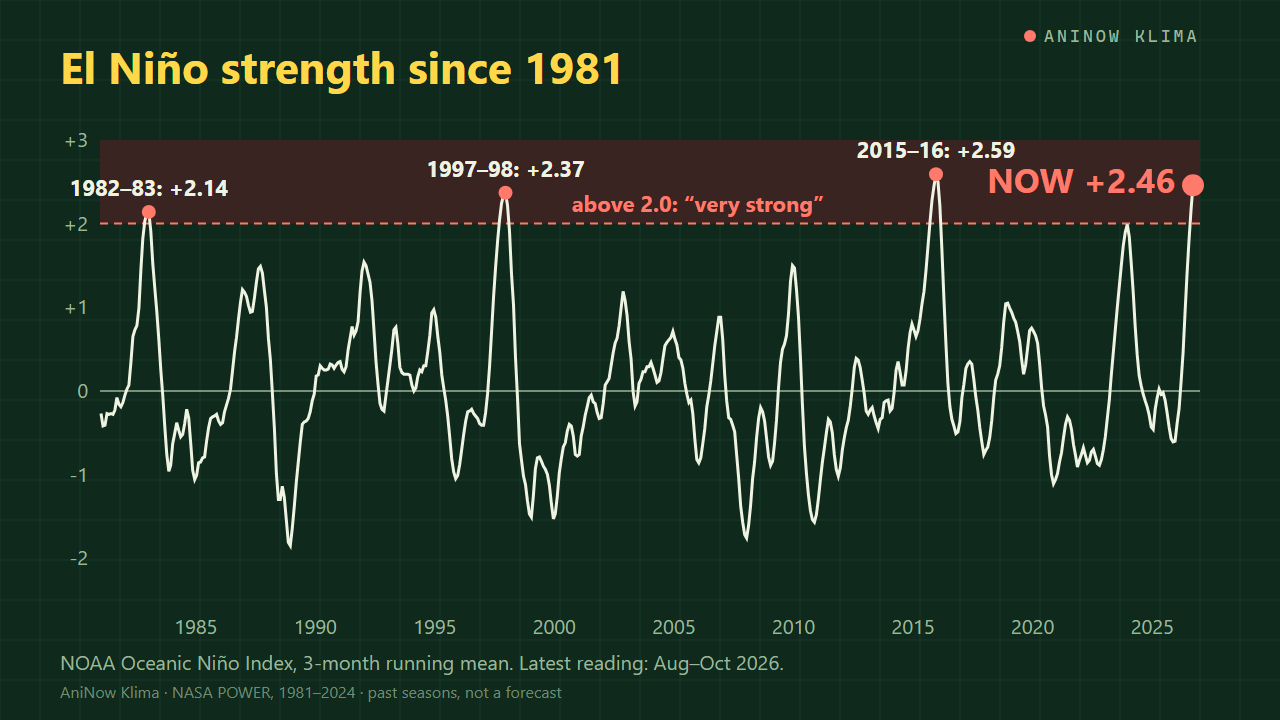 ANINOW KLIMA
El Niño strength since 1981
+3
2015–16: +2.59
1997–98: +2.37
NOW +2.46
1982–83: +2.14
above 2.0: “very strong”
+2
+1
0
-1
-2
1985 1990 1995 2000 2005 2010 2015 2020 2025
NOAA Oceanic Niño Index, 3-month running mean. Latest reading: Aug–Oct 2026.
AniNow Klima · NASA POWER, 1981–2024 · past seasons, not a forecast